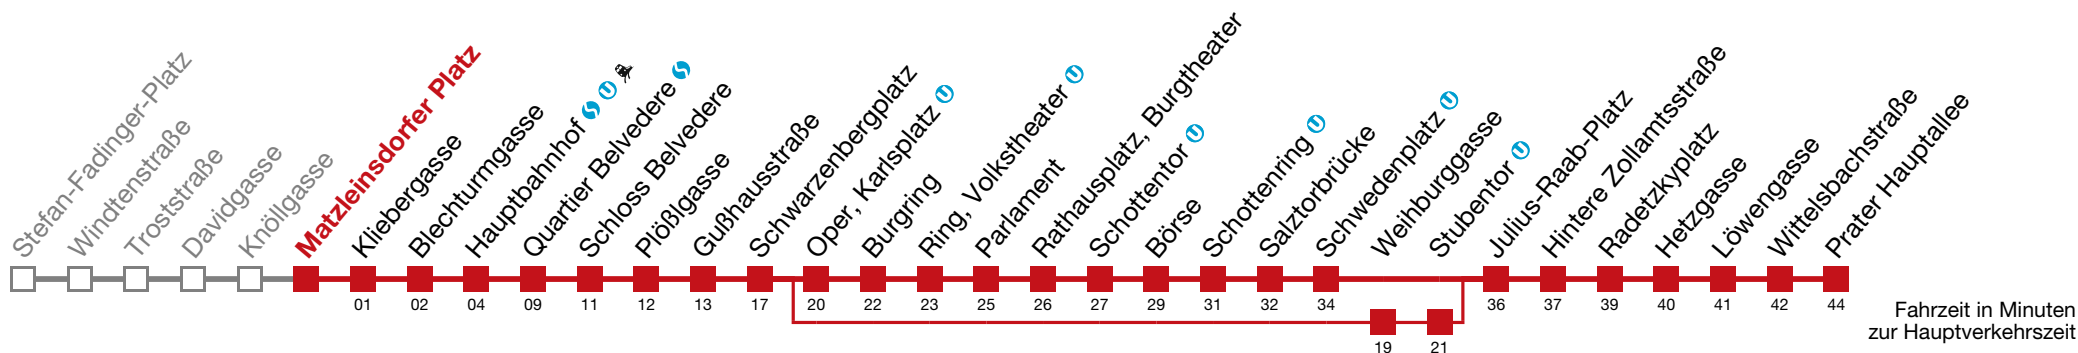 Stefan-Fadinger-Platz
Windtenstraße
Troststraße
Davidgasse
Knöllgasse
Matzleinsdorfer Platz
Kliebergasse
Blechturmgasse
Hauptbahnhof
Quartier Belvedere
Schloss Belvedere
Plößlgasse
Gußhausstraße
Schwarzenbergplatz
Oper, Karlsplatz U
Burgring
Ring, Volkstheater U
Parlament
Rathausplatz, Burgtheater
Schottentor U
Börse
Schottenring U
Salztorbrücke
Schwedenplatz U
Weihburggasse
Stubentor U
Julius-Raab-Platz
Hintere Zollamtsstraße
Radetzkyplatz
Hetzgasse
Löwengasse
Wittelsbachstraße
Prater Hauptallee
01 02 04 09 11 12 13 17 20 22 23 25 26 27 29 31 32 34 36 37 39 40 41 42 44
19 21
Fahrzeit in Minuten
zur Hauptverkehrszeit